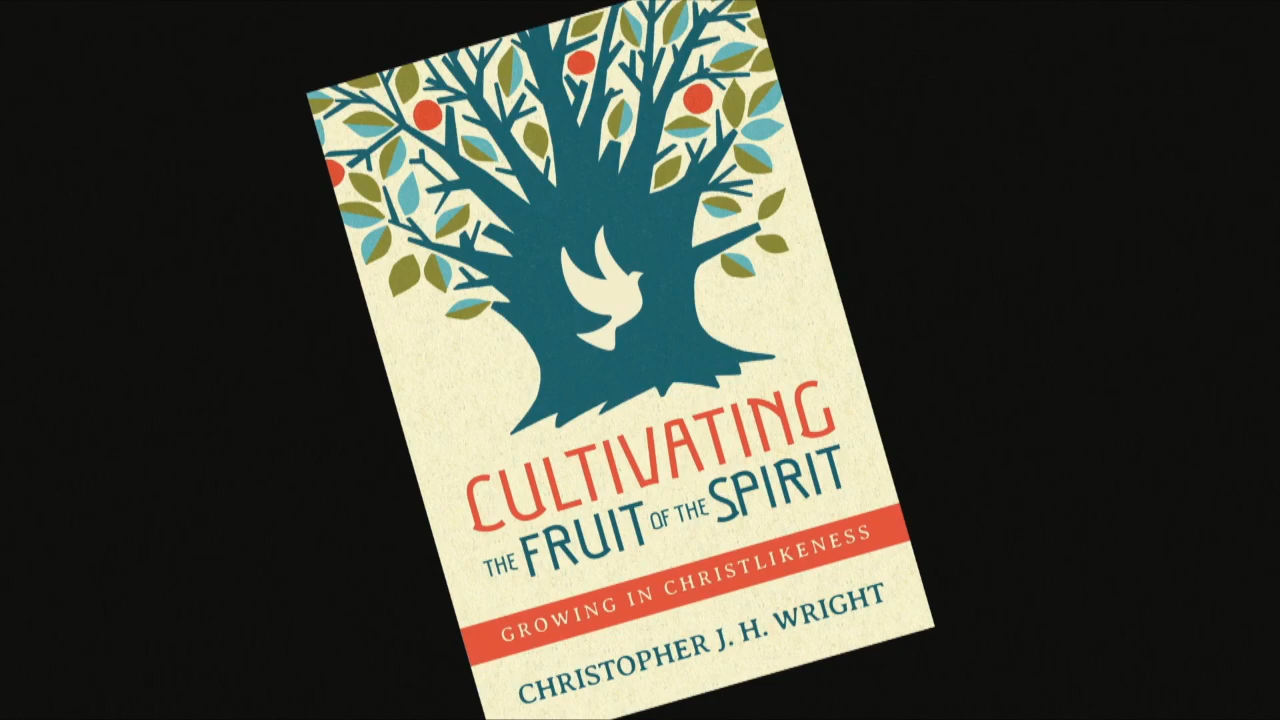 CULTIVATING
THE FRUIT OF THE SPIRIT
GROWING IN CHRISTLIKENESS
CHRISTOPHER J. H. WRIGHT